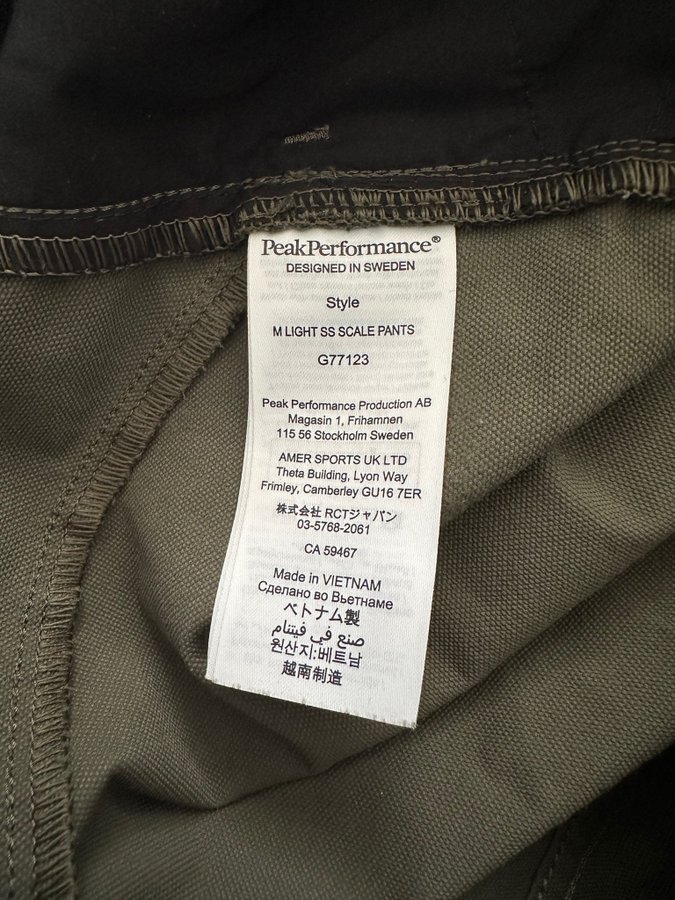 PeakPerformance®
DESIGNED IN SWEDEN
Style
M LIGHT SS SCALE PANTS
G77123
Peak Performance Production AB
Magasin 1, Frihamnen
115 56 Stockholm Sweden
AMER SPORTS UK LTD
Theta Building, Lyon Way
Frimley, Camberley GU16 7ER
株式会社 RCTジャパン
03-5768-2061
CA 59467
Made in VIETNAM
Сделано во Вьетнаме
ベトナム製
صنع في فيتنام
원산지:베트남
越南制造